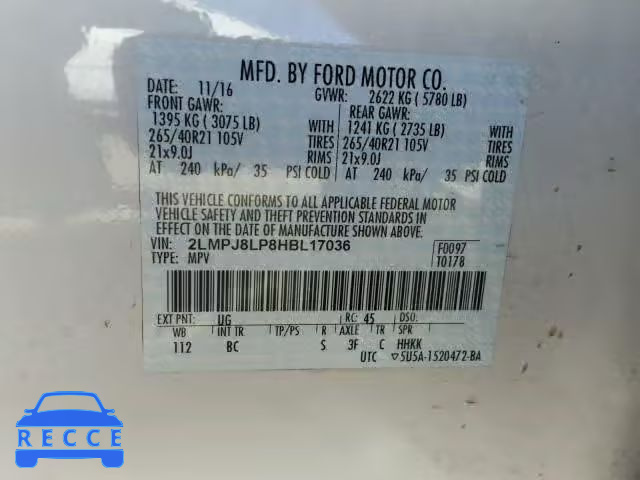 MFD. BY FORD MOTOR CO.
DATE: 11/16 GVWR: 2622 KG ( 5780 LB)
FRONT GAWR: REAR GAWR:
1395 KG ( 3075 LB) WITH 1241 KG ( 2735 LB) WITH
265/40R21 105V TIRES 265/40R21 105V TIRES
21x9.0J RIMS 21x9.0J RIMS
AT 240 kPa/ 35 PSI COLD AT 240 kPa/ 35 PSI COLD
THIS VEHICLE CONFORMS TO ALL APPLICABLE FEDERAL MOTOR
VEHICLE SAFETY AND THEFT PREVENTION STANDARDS IN
EFFECT ON THE DATE OF MANUFACTURE SHOWN ABOVE.
VIN: 2LMPJ8LP8HBL17036 F0097
TYPE: MPV T0178
EXT PNT: UG RC: 45 DSO:
WB INT TR TP/PS R AXLE TR SPR
112 BC S 3F C HHKK
UTC ▽5U5A-1520472-BA
RECCE